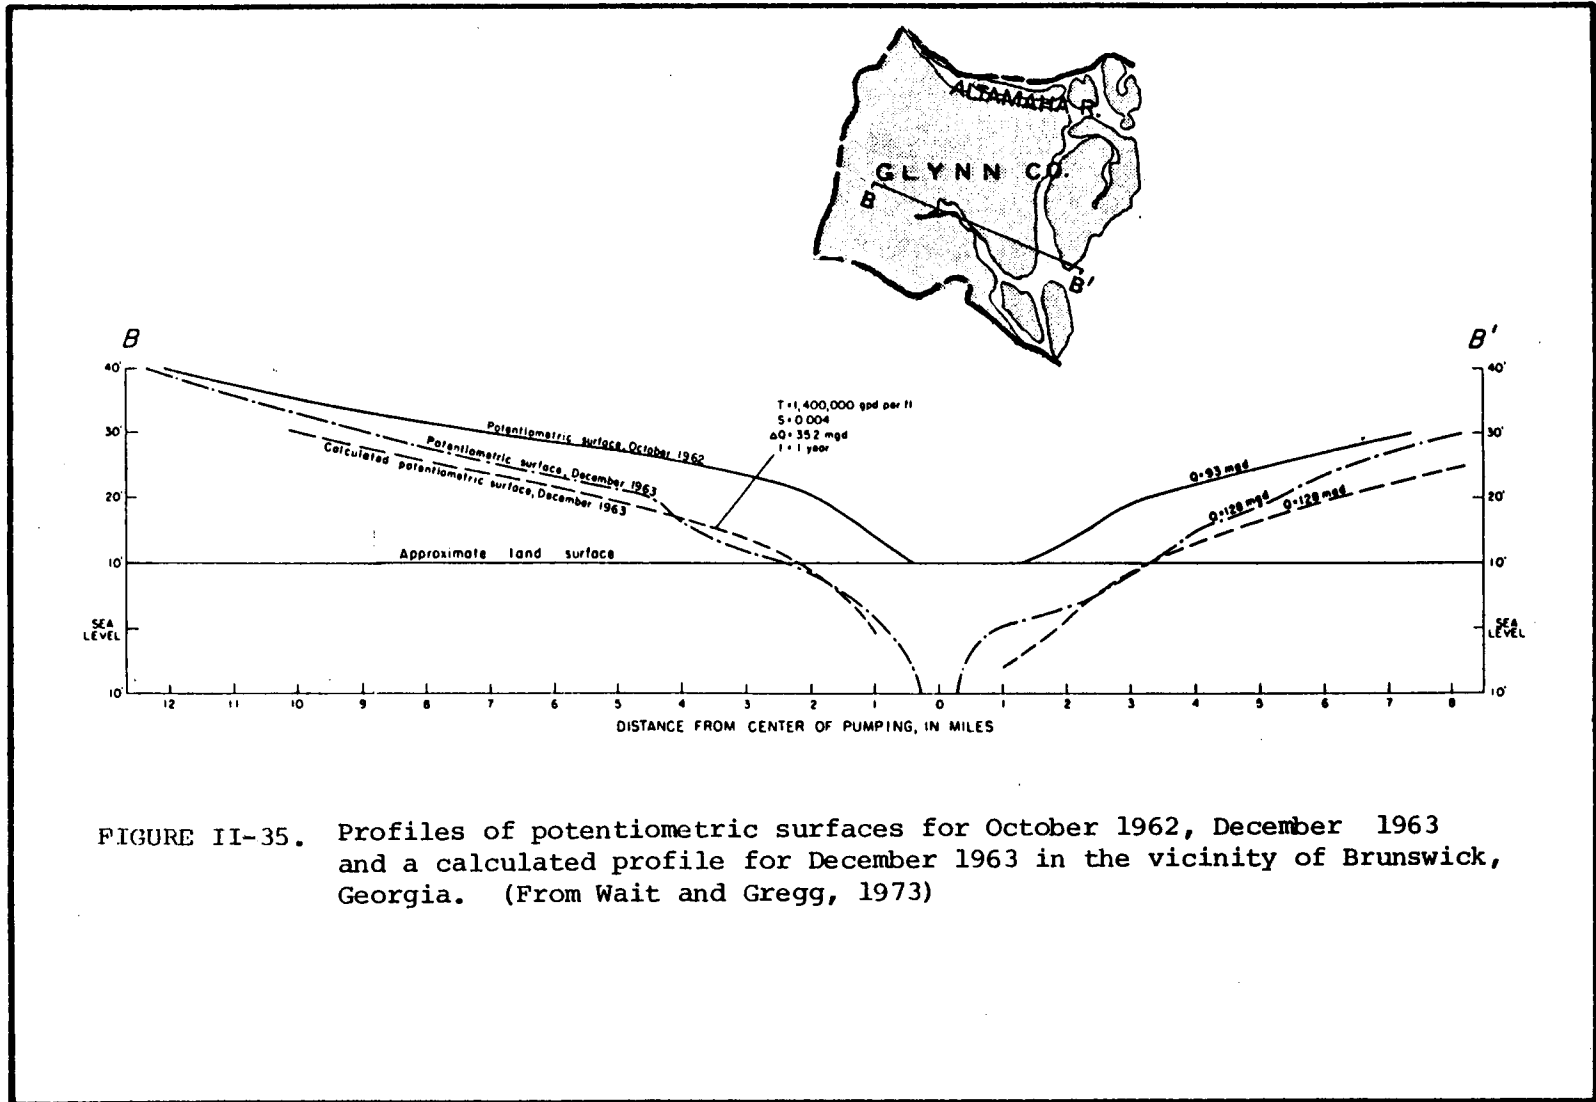 ALTAMAHA R.
GLYNN CO.
B
B'
B
B'
40'
30'
20'
10'
SEA
LEVEL
10'
40'
30'
20'
10'
SEA
LEVEL
10'
T=1,400,000 gpd per ft
S=0.004
ΔQ=35.2 mgd
t=1 year
Potentiometric surface, October 1962
Potentiometric surface, December 1963
Calculated potentiometric surface, December 1963
Q=93 mgd
Q=128 mgd
Q=128 mgd
Approximate land surface
12 11 10 9 8 7 6 5 4 3 2 1 0 1 2 3 4 5 6 7 8
DISTANCE FROM CENTER OF PUMPING, IN MILES
FIGURE II-35. Profiles of potentiometric surfaces for October 1962, December 1963
and a calculated profile for December 1963 in the vicinity of Brunswick,
Georgia. (From Wait and Gregg, 1973)